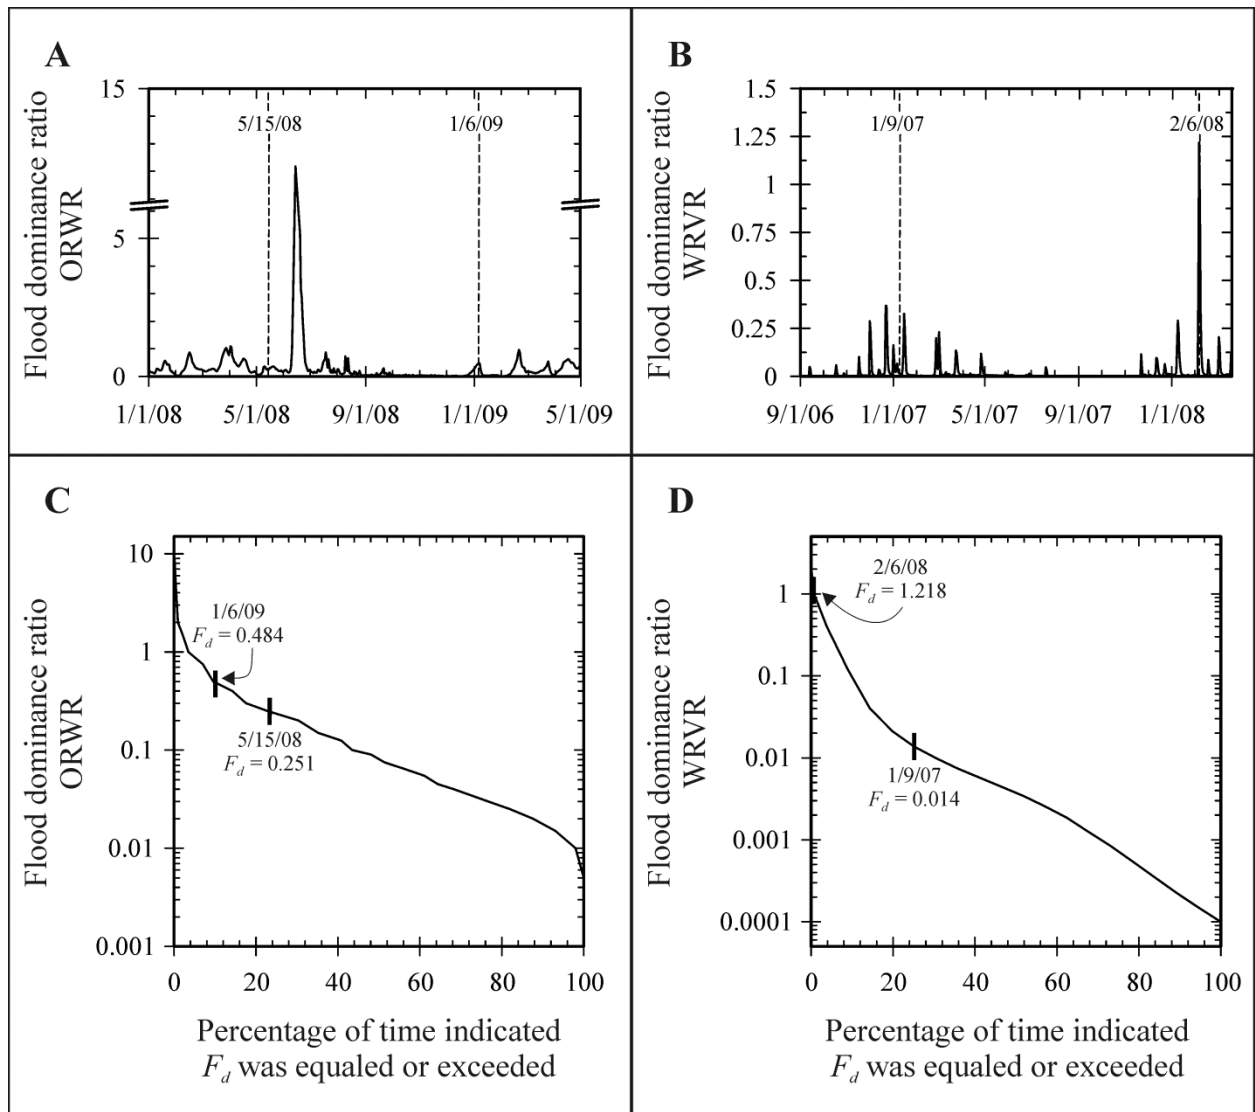 A
Flood dominance ratio
ORWR
15
5
0
5/15/08
1/6/09
1/1/08
5/1/08
9/1/08
1/1/09
5/1/09
B
Flood dominance ratio
WRVR
1.5
1.25
1
0.75
0.5
0.25
0
1/9/07
2/6/08
9/1/06
1/1/07
5/1/07
9/1/07
1/1/08
C
Flood dominance ratio
ORWR
10
1
0.1
0.01
0.001
1/6/09
Fd = 0.484
5/15/08
Fd = 0.251
0
20
40
60
80
100
Percentage of time indicated
Fd was equaled or exceeded
D
Flood dominance ratio
WRVR
1
0.1
0.01
0.001
0.0001
2/6/08
Fd = 1.218
1/9/07
Fd = 0.014
0
20
40
60
80
100
Percentage of time indicated
Fd was equaled or exceeded